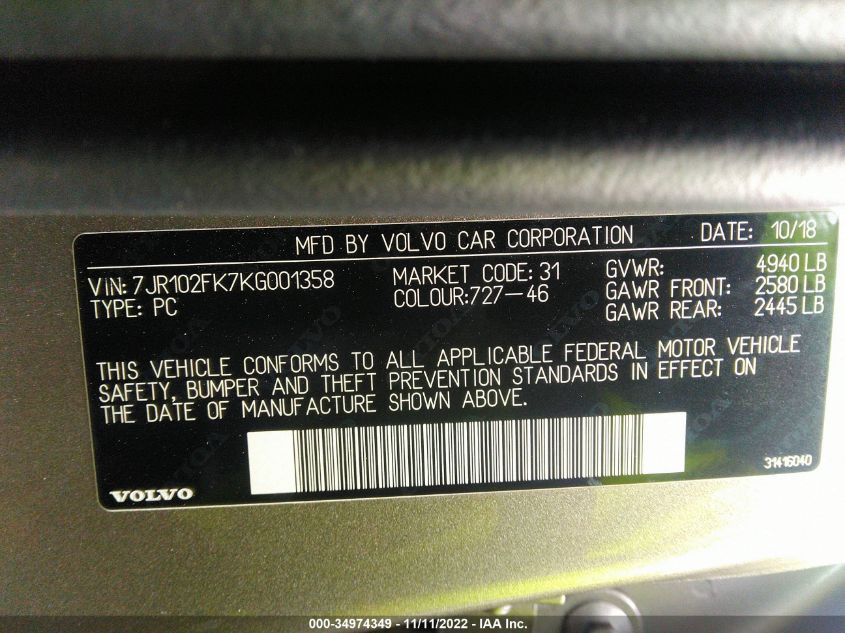 MFD BY VOLVO CAR CORPORATION DATE: 10/18
VIN: 7JR102FK7KG001358 MARKET CODE: 31 GVWR: 4940 LB
TYPE: PC COLOUR:727-46 GAWR FRONT: 2580 LB
GAWR REAR: 2445 LB
THIS VEHICLE CONFORMS TO ALL APPLICABLE FEDERAL MOTOR VEHICLE
SAFETY, BUMPER AND THEFT PREVENTION STANDARDS IN EFFECT ON
THE DATE OF MANUFACTURE SHOWN ABOVE.
31416040
VOLVO
000-34974349 • 11/11/2022 - IAA Inc.